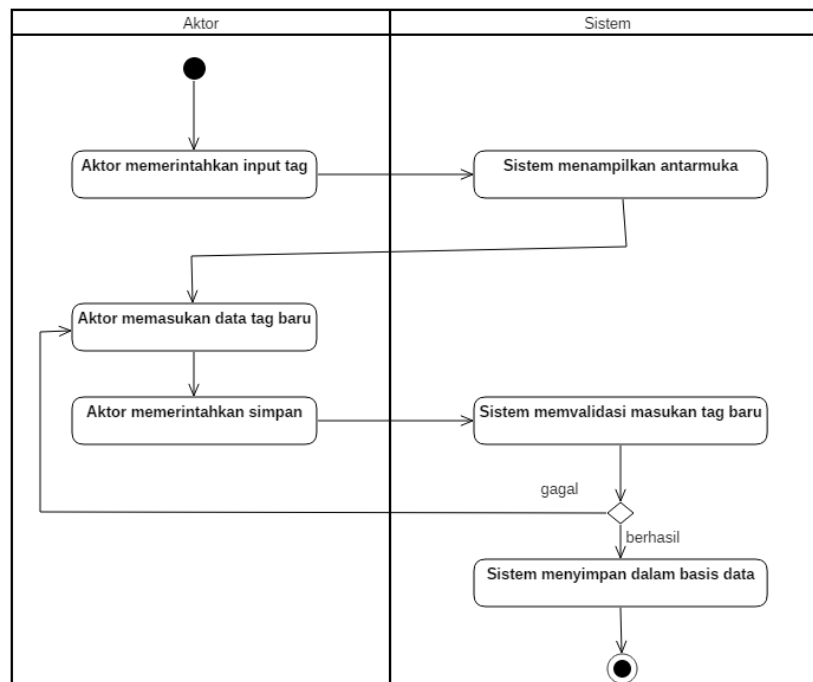 Aktor
Sistem
Aktor memerintahkan input tag
Sistem menampilkan antarmuka
Aktor memasukan data tag baru
Aktor memerintahkan simpan
Sistem memvalidasi masukan tag baru
gagal
berhasil
Sistem menyimpan dalam basis data